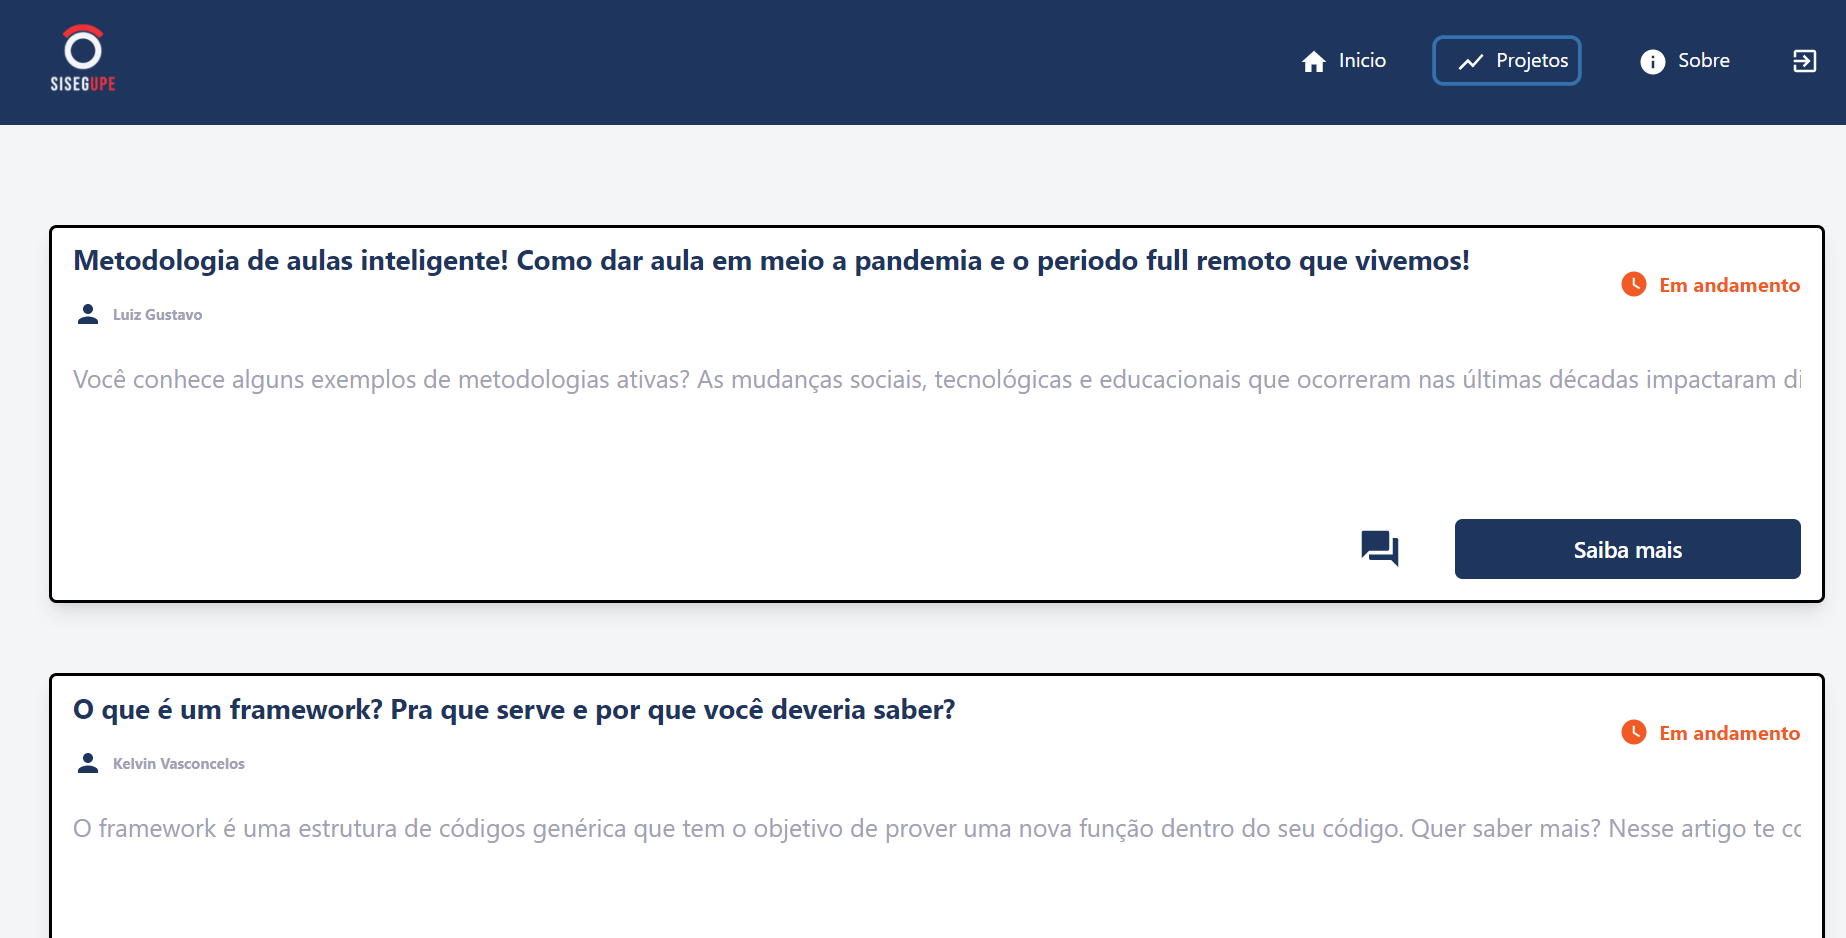 SISEGUPE
Inicio
Projetos
Sobre
Metodologia de aulas inteligente! Como dar aula em meio a pandemia e o periodo full remoto que vivemos!
Em andamento
Luiz Gustavo
Você conhece alguns exemplos de metodologias ativas? As mudanças sociais, tecnológicas e educacionais que ocorreram nas últimas décadas impactaram di
Saiba mais
O que é um framework? Pra que serve e por que você deveria saber?
Em andamento
Kelvin Vasconcelos
O framework é uma estrutura de códigos genérica que tem o objetivo de prover uma nova função dentro do seu código. Quer saber mais? Nesse artigo te co